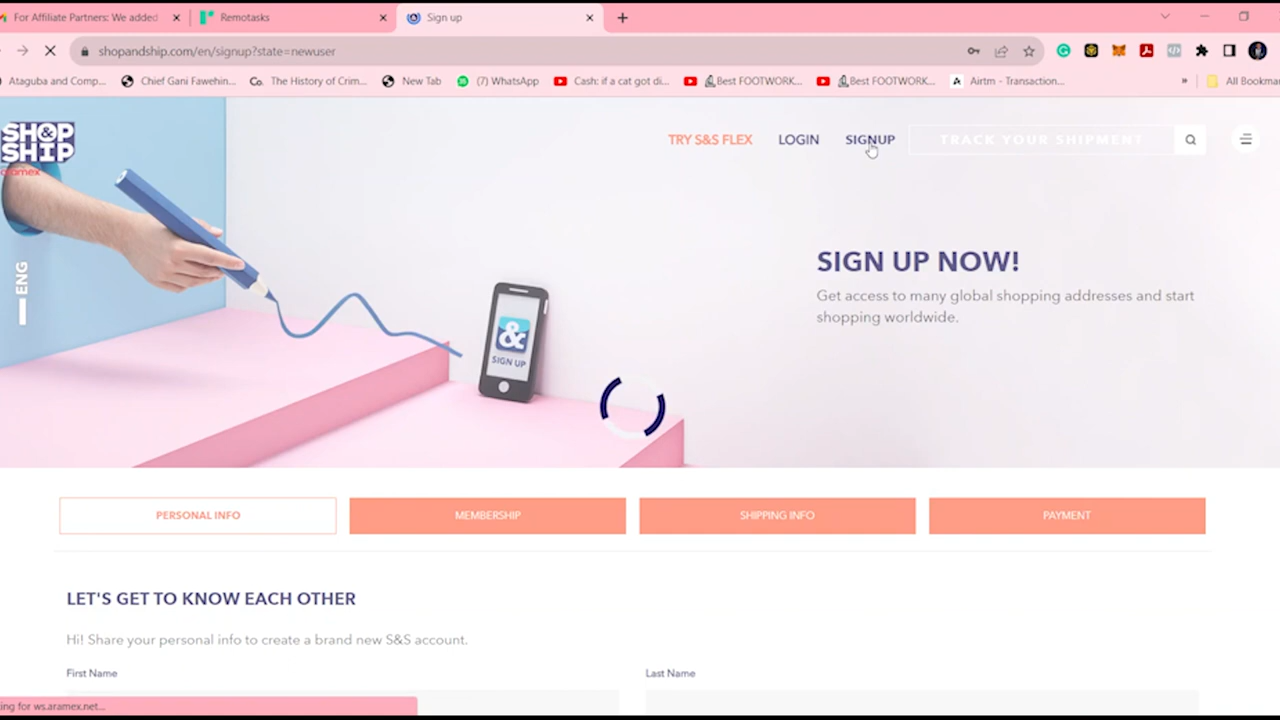 For Affiliate Partners: We added
Remotasks
Sign up
shopandship.com/en/signup?state=newuser
Ataguba and Comp...
Chief Gani Fawehin...
Co. The History of Crim...
New Tab
(7) WhatsApp
Cash: if a cat got di...
Best FOOTWORK...
Best FOOTWORK...
A Airtm - Transaction...
» All Bookma
SHOP & SHIP
aramex
TRY S&S FLEX
LOGIN
SIGNUP
TRACK YOUR SHIPMENT
ENG
&
SIGN UP
SIGN UP NOW!
Get access to many global shopping addresses and start
shopping worldwide.
PERSONAL INFO
MEMBERSHIP
SHIPPING INFO
PAYMENT
LET'S GET TO KNOW EACH OTHER
Hi! Share your personal info to create a brand new S&S account.
First Name
Last Name
ing for ws.aramex.net...